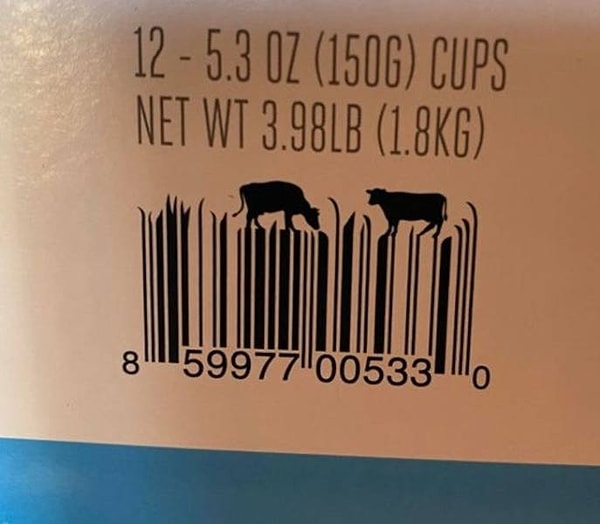 12 - 5.3 OZ (150G) CUPS
NET WT 3.98LB (1.8KG)
8 59977 00533 0